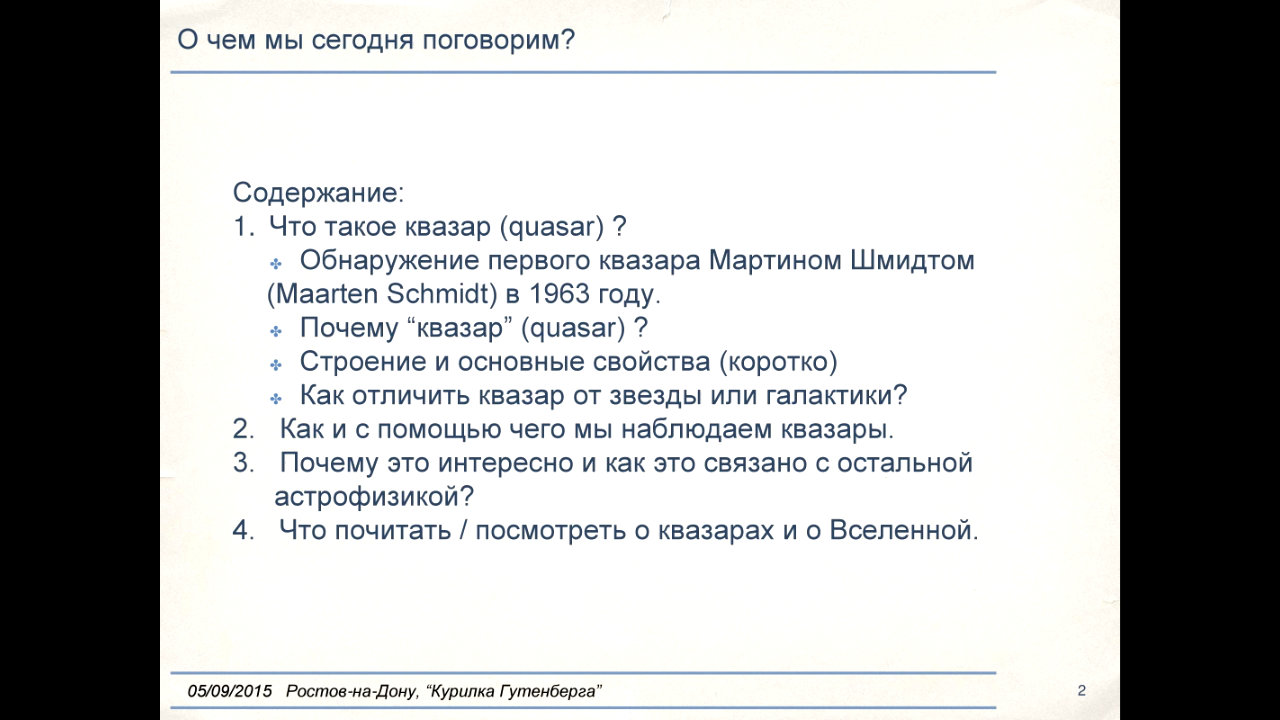 О чем мы сегодня поговорим?
Содержание:
1. Что такое квазар (quasar) ?
✤ Обнаружение первого квазара Мартином Шмидтом
(Maarten Schmidt) в 1963 году.
✤ Почему “квазар” (quasar) ?
✤ Строение и основные свойства (коротко)
✤ Как отличить квазар от звезды или галактики?
2. Как и с помощью чего мы наблюдаем квазары.
3. Почему это интересно и как это связано с остальной
астрофизикой?
4. Что почитать / посмотреть о квазарах и о Вселенной.
05/09/2015 Ростов-на-Дону, “Курилка Гутенберга” 2